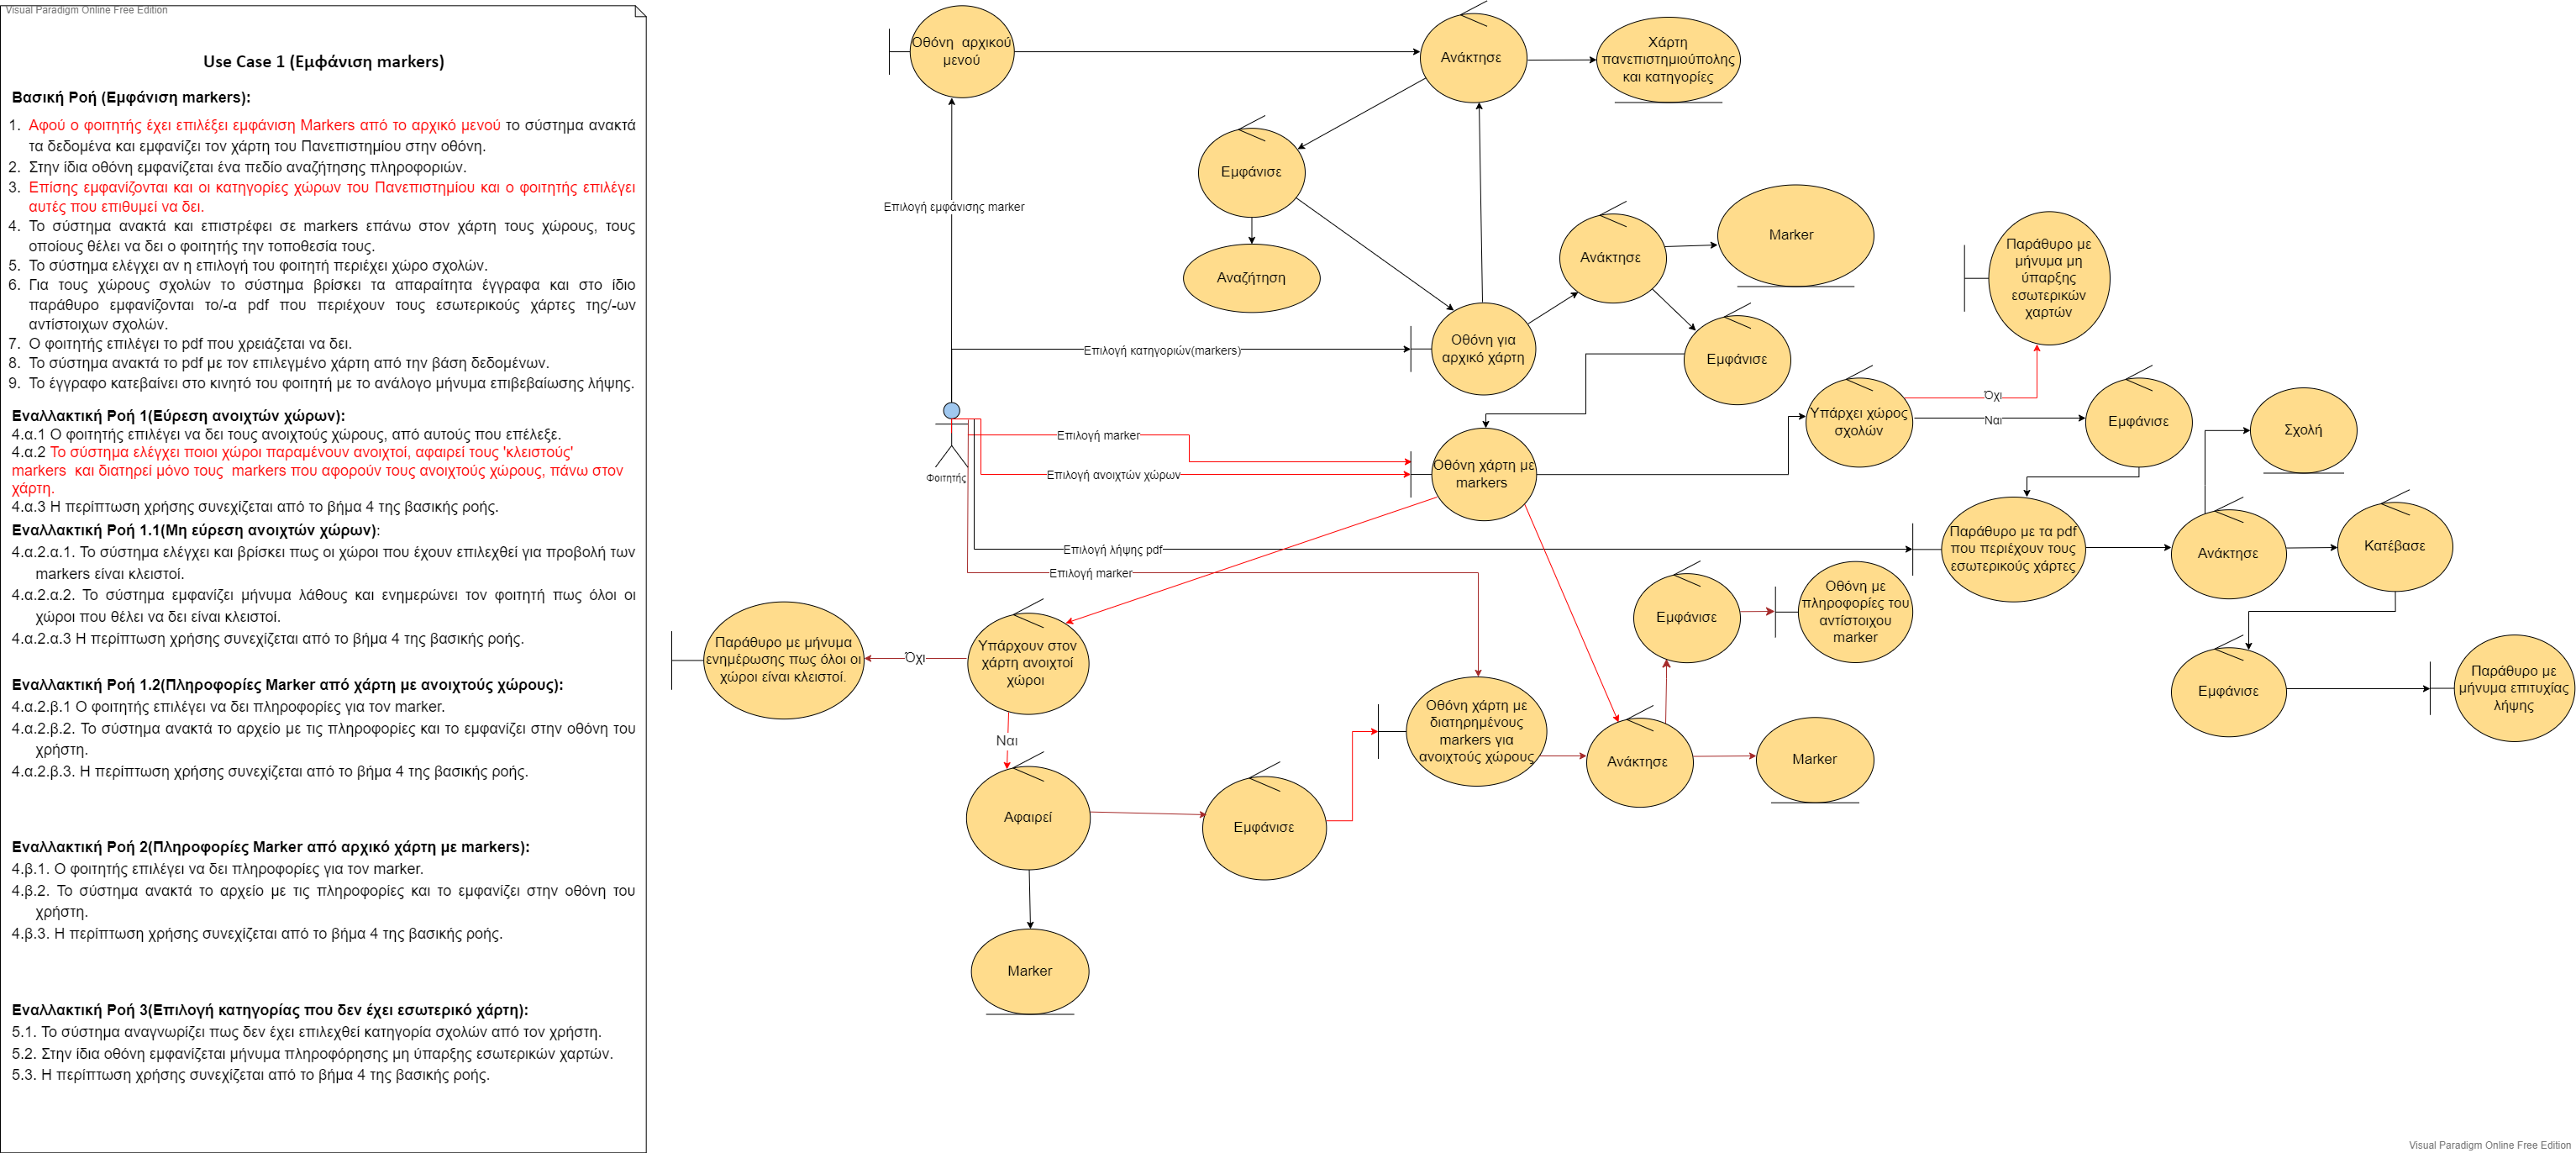 Visual Paradigm Online Free Edition
Use Case 1 (Εμφάνιση markers)
Βασική Ροή (Εμφάνιση markers):
1. Αφού ο φοιτητής έχει επιλέξει εμφάνιση Markers από το αρχικό μενού το σύστημα ανακτά
τα δεδομένα και εμφανίζει τον χάρτη του Πανεπιστημίου στην οθόνη.
2. Στην ίδια οθόνη εμφανίζεται ένα πεδίο αναζήτησης πληροφοριών.
3. Επίσης εμφανίζονται και οι κατηγορίες χώρων του Πανεπιστημίου και ο φοιτητής επιλέγει
αυτές που επιθυμεί να δει.
4. Το σύστημα ανακτά και επιστρέφει σε markers επάνω στον χάρτη τους χώρους, τους
οποίους θέλει να δει ο φοιτητής την τοποθεσία τους.
5. Το σύστημα ελέγχει αν η επιλογή του φοιτητή περιέχει χώρο σχολών.
6. Για τους χώρους σχολών το σύστημα βρίσκει τα απαραίτητα έγγραφα και στο ίδιο
παράθυρο εμφανίζονται το/-α pdf που περιέχουν τους εσωτερικούς χάρτες της/-ων
αντίστοιχων σχολών.
7. Ο φοιτητής επιλέγει το pdf που χρειάζεται να δει.
8. Το σύστημα ανακτά το pdf με τον επιλεγμένο χάρτη από την βάση δεδομένων.
9. Το έγγραφο κατεβαίνει στο κινητό του φοιτητή με το ανάλογο μήνυμα επιβεβαίωσης λήψης.
Εναλλακτική Ροή 1(Εύρεση ανοιχτών χώρων):
4.α.1 Ο φοιτητής επιλέγει να δει τους ανοιχτούς χώρους, από αυτούς που επέλεξε.
4.α.2 Το σύστημα ελέγχει ποιοι χώροι παραμένουν ανοιχτοί, αφαιρεί τους 'κλειστούς'
markers και διατηρεί μόνο τους markers που αφορούν τους ανοιχτούς χώρους, πάνω στον
χάρτη.
4.α.3 Η περίπτωση χρήσης συνεχίζεται από το βήμα 4 της βασικής ροής.
Εναλλακτική Ροή 1.1(Μη εύρεση ανοιχτών χώρων):
4.α.2.α.1. Το σύστημα ελέγχει και βρίσκει πως οι χώροι που έχουν επιλεχθεί για προβολή των
markers είναι κλειστοί.
4.α.2.α.2. Το σύστημα εμφανίζει μήνυμα λάθους και ενημερώνει τον φοιτητή πως όλοι οι
χώροι που θέλει να δει είναι κλειστοί.
4.α.2.α.3 Η περίπτωση χρήσης συνεχίζεται από το βήμα 4 της βασικής ροής.
Εναλλακτική Ροή 1.2(Πληροφορίες Marker από χάρτη με ανοιχτούς χώρους):
4.α.2.β.1 Ο φοιτητής επιλέγει να δει πληροφορίες για τον marker.
4.α.2.β.2. Το σύστημα ανακτά το αρχείο με τις πληροφορίες και το εμφανίζει στην οθόνη του
χρήστη.
4.α.2.β.3. Η περίπτωση χρήσης συνεχίζεται από το βήμα 4 της βασικής ροής.
Εναλλακτική Ροή 2(Πληροφορίες Marker από αρχικό χάρτη με markers):
4.β.1. Ο φοιτητής επιλέγει να δει πληροφορίες για τον marker.
4.β.2. Το σύστημα ανακτά το αρχείο με τις πληροφορίες και το εμφανίζει στην οθόνη του
χρήστη.
4.β.3. Η περίπτωση χρήσης συνεχίζεται από το βήμα 4 της βασικής ροής.
Εναλλακτική Ροή 3(Επιλογή κατηγορίας που δεν έχει εσωτερικό χάρτη):
5.1. Το σύστημα αναγνωρίζει πως δεν έχει επιλεχθεί κατηγορία σχολών από τον χρήστη.
5.2. Στην ίδια οθόνη εμφανίζεται μήνυμα πληροφόρησης μη ύπαρξης εσωτερικών χαρτών.
5.3. Η περίπτωση χρήσης συνεχίζεται από το βήμα 4 της βασικής ροής.
Οθόνη αρχικού
μενού
Ανάκτησε
Χάρτη
πανεπιστημιούπολης
και κατηγορίες
Εμφάνισε
Επιλογή εμφάνισης marker
Αναζήτηση
Ανάκτησε
Marker
Παράθυρο με
μήνυμα μη
ύπαρξης
εσωτερικών
χαρτών
Επιλογή κατηγοριών(markers)
Οθόνη για
αρχικό χάρτη
Εμφάνισε
Υπάρχει χώρος
σχολών
Όχι
Ναι
Εμφάνισε
Σχολή
Φοιτητής
Επιλογή marker
Επιλογή ανοιχτών χώρων
Οθόνη χάρτη με
markers
Επιλογή λήψης pdf
Παράθυρο με τα pdf
που περιέχουν τους
εσωτερικούς χάρτες
Ανάκτησε
Κατέβασε
Επιλογή marker
Εμφάνισε
Οθόνη με
πληροφορίες του
αντίστοιχου
marker
Παράθυρο με μήνυμα
ενημέρωσης πως όλοι οι
χώροι είναι κλειστοί.
Όχι
Υπάρχουν στον
χάρτη ανοιχτοί
χώροι
Εμφάνισε
Παράθυρο με
μήνυμα επιτυχίας
λήψης
Ναι
Οθόνη χάρτη με
διατηρημένους
markers για
ανοιχτούς χώρους
Ανάκτησε
Marker
Αφαιρεί
Εμφάνισε
Marker
Visual Paradigm Online Free Edition